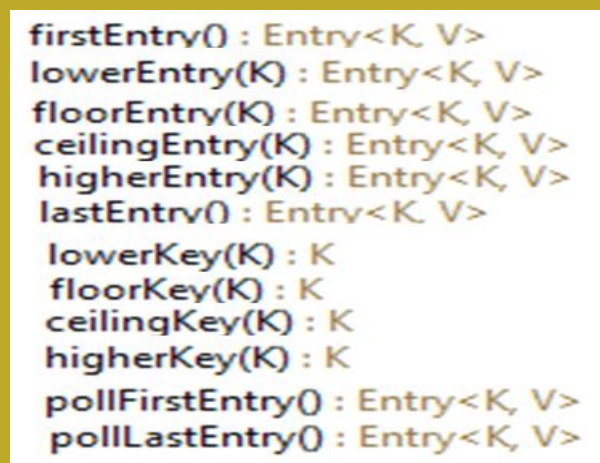 firstEntry() : Entry<K, V>
lowerEntry(K) : Entry<K, V>
floorEntry(K) : Entry<K, V>
ceilingEntry(K) : Entry<K, V>
higherEntry(K) : Entry<K, V>
lastEntry() : Entry<K, V>
lowerKey(K) : K
floorKey(K) : K
ceilingKey(K) : K
higherKey(K) : K
pollFirstEntry() : Entry<K, V>
pollLastEntry() : Entry<K, V>